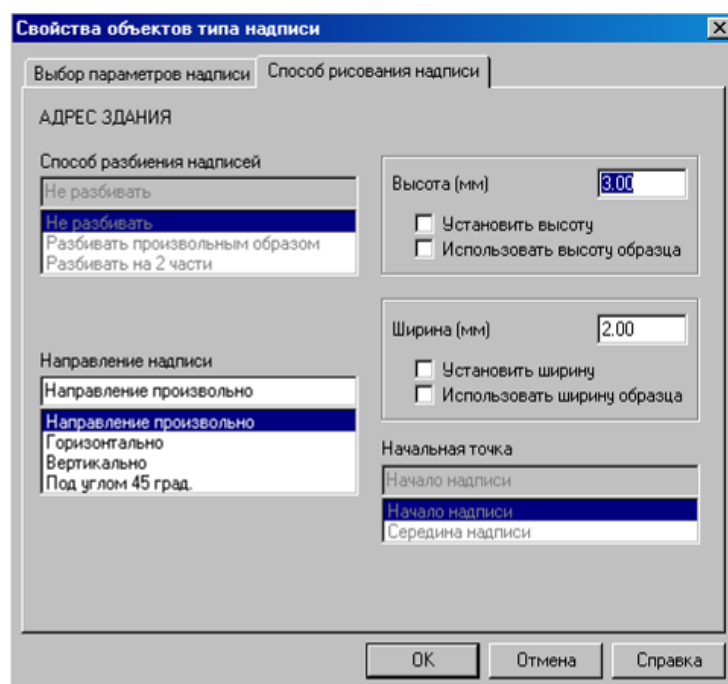 Свойства объектов типа надписи
Выбор параметров надписи
Способ рисования надписи
АДРЕС ЗДАНИЯ
Способ разбиения надписей
Не разбивать
Не разбивать
Разбивать произвольным образом
Разбивать на 2 части
Направление надписи
Направление произвольно
Направление произвольно
Горизонтально
Вертикально
Под углом 45 град.
Высота (мм)
3.00
Установить высоту
Использовать высоту образца
Ширина (мм)
2.00
Установить ширину
Использовать ширину образца
Начальная точка
Начало надписи
Начало надписи
Середина надписи
OK
Отмена
Справка